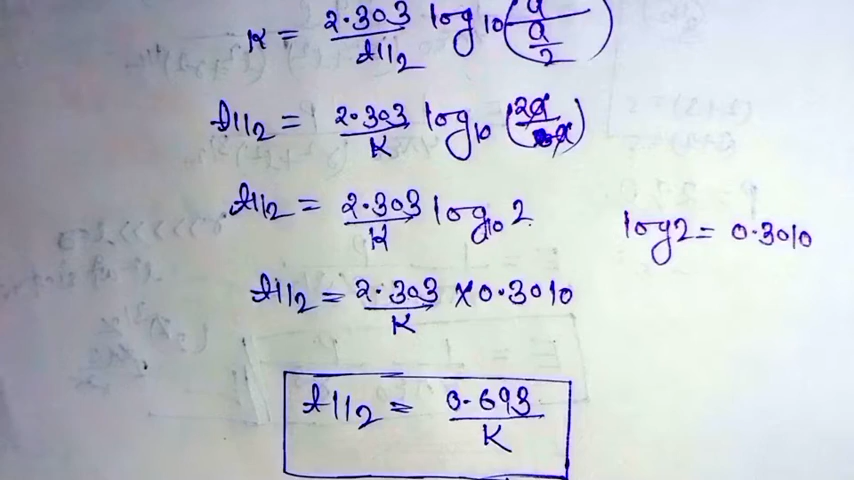 K = 2.303/t1/2 log10(a/(a/2))
t1/2 = 2.303/K log10(2a/a)
t1/2 = 2.303/K log10 2
log2 = 0.3010
t1/2 = 2.303/K × 0.3010
t1/2 = 0.693/K